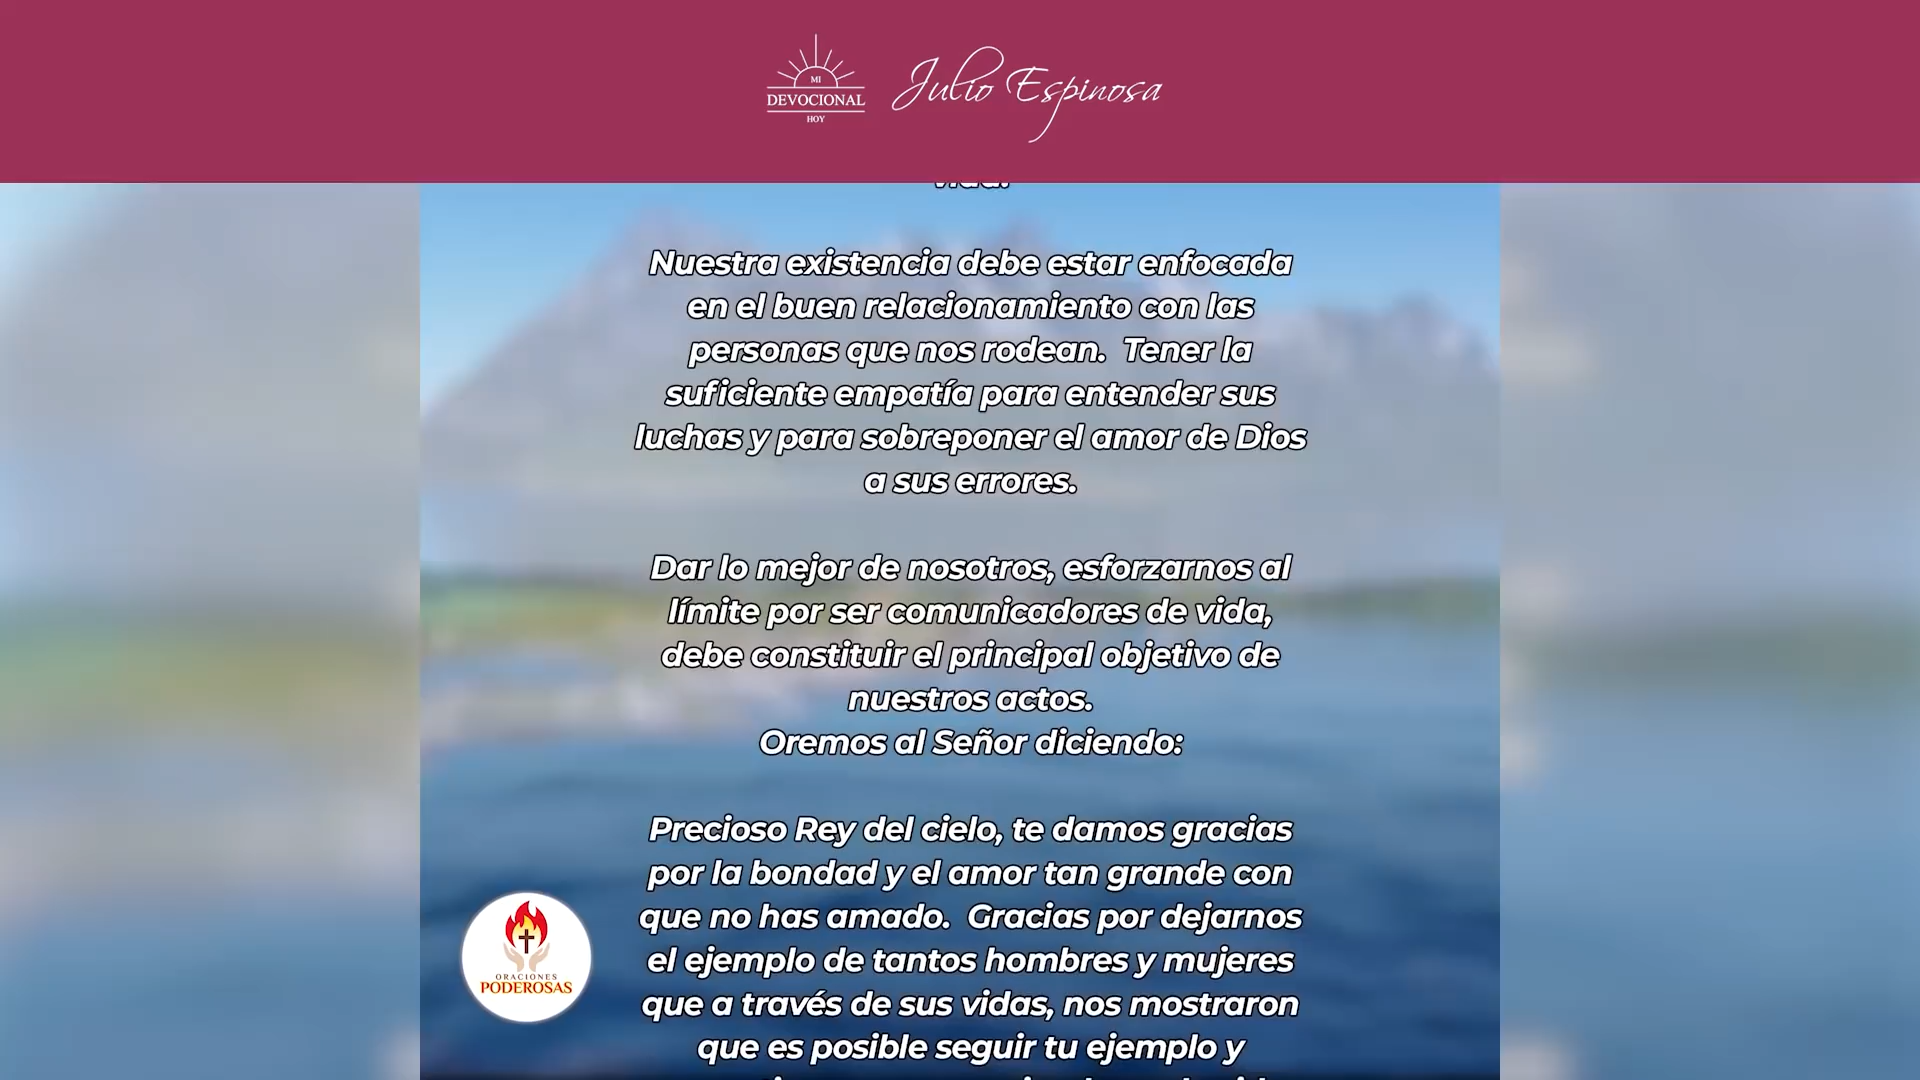 MI
DEVOCIONAL
HOY
Julio Espinosa
vida.
Nuestra existencia debe estar enfocada
en el buen relacionamiento con las
personas que nos rodean. Tener la
suficiente empatía para entender sus
luchas y para sobreponer el amor de Dios
a sus errores.
Dar lo mejor de nosotros, esforzarnos al
límite por ser comunicadores de vida,
debe constituir el principal objetivo de
nuestros actos.
Oremos al Señor diciendo:
Precioso Rey del cielo, te damos gracias
por la bondad y el amor tan grande con
que no has amado. Gracias por dejarnos
el ejemplo de tantos hombres y mujeres
que a través de sus vidas, nos mostraron
que es posible seguir tu ejemplo y
ORACIONES
PODEROSAS